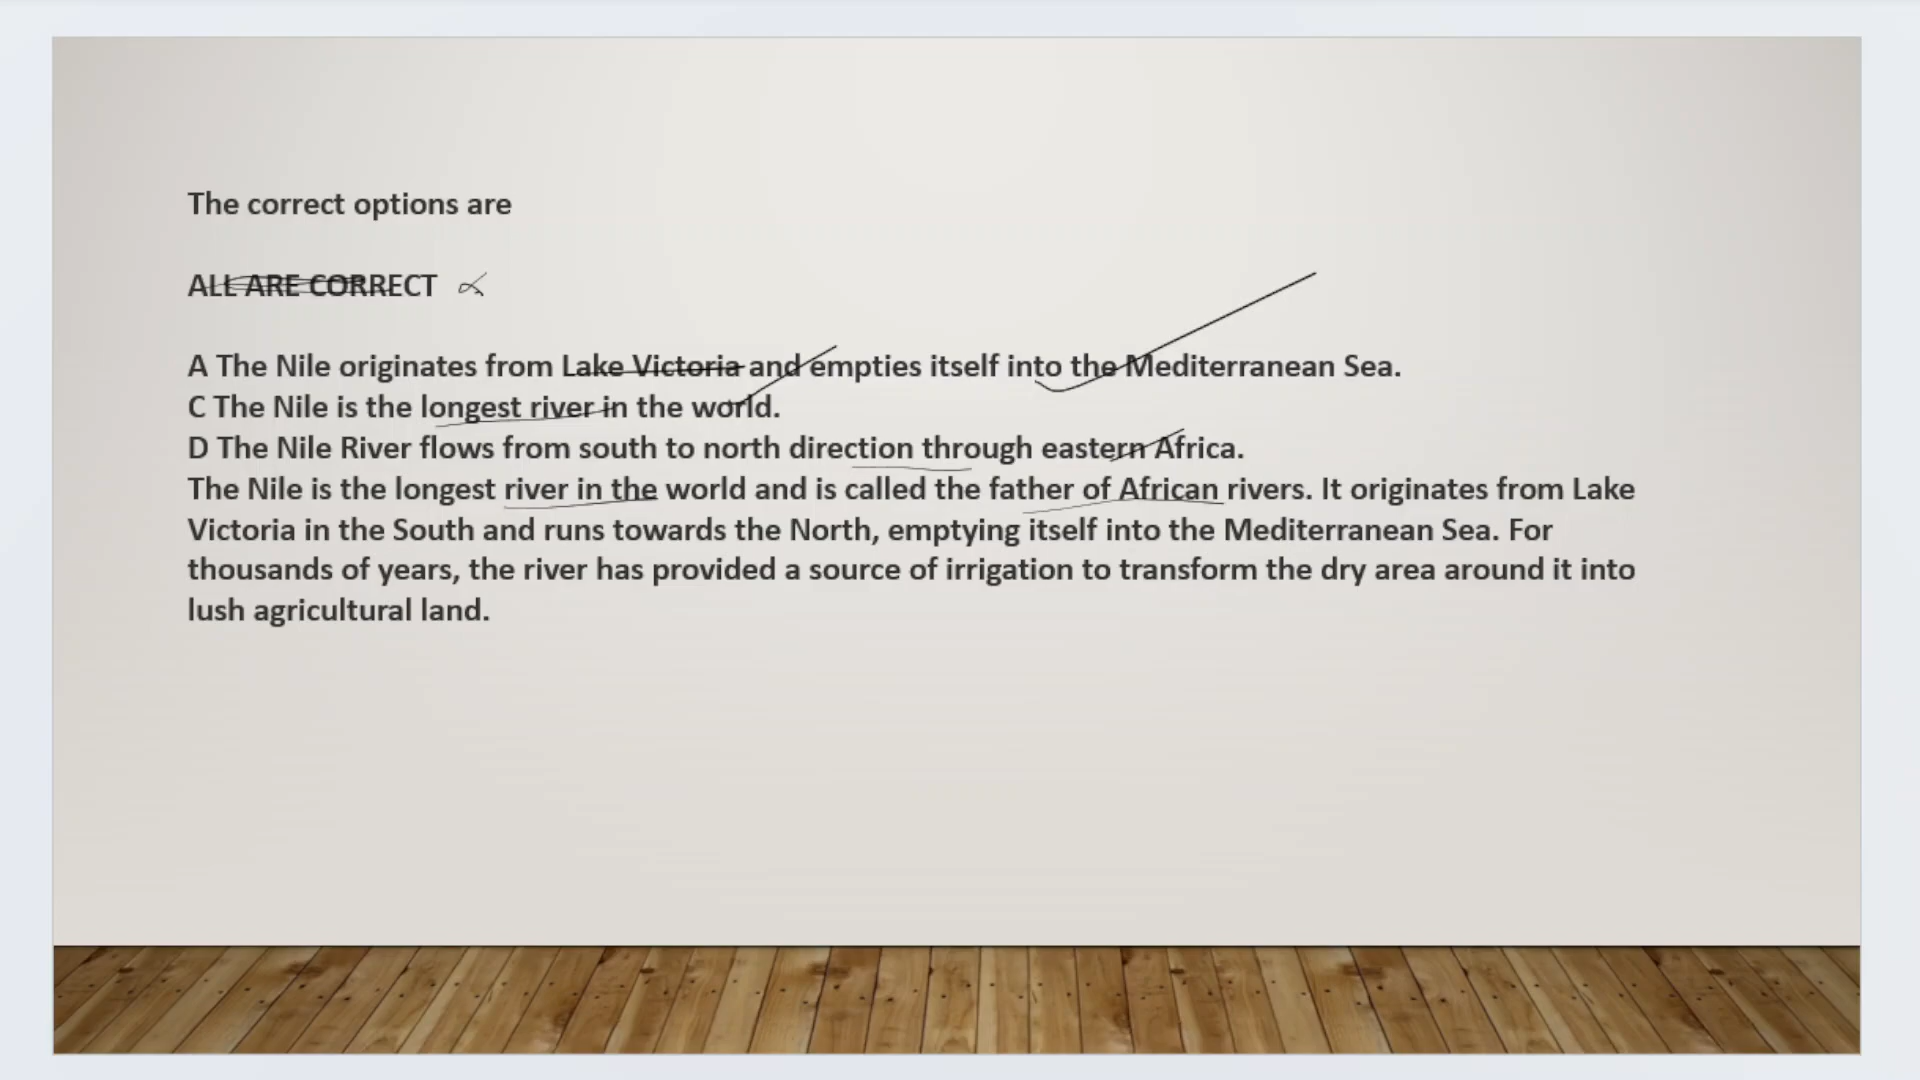 The correct options are
ALL ARE CORRECT
A The Nile originates from Lake Victoria and empties itself into the Mediterranean Sea.
C The Nile is the longest river in the world.
D The Nile River flows from south to north direction through eastern Africa.
The Nile is the longest river in the world and is called the father of African rivers. It originates from Lake
Victoria in the South and runs towards the North, emptying itself into the Mediterranean Sea. For
thousands of years, the river has provided a source of irrigation to transform the dry area around it into
lush agricultural land.